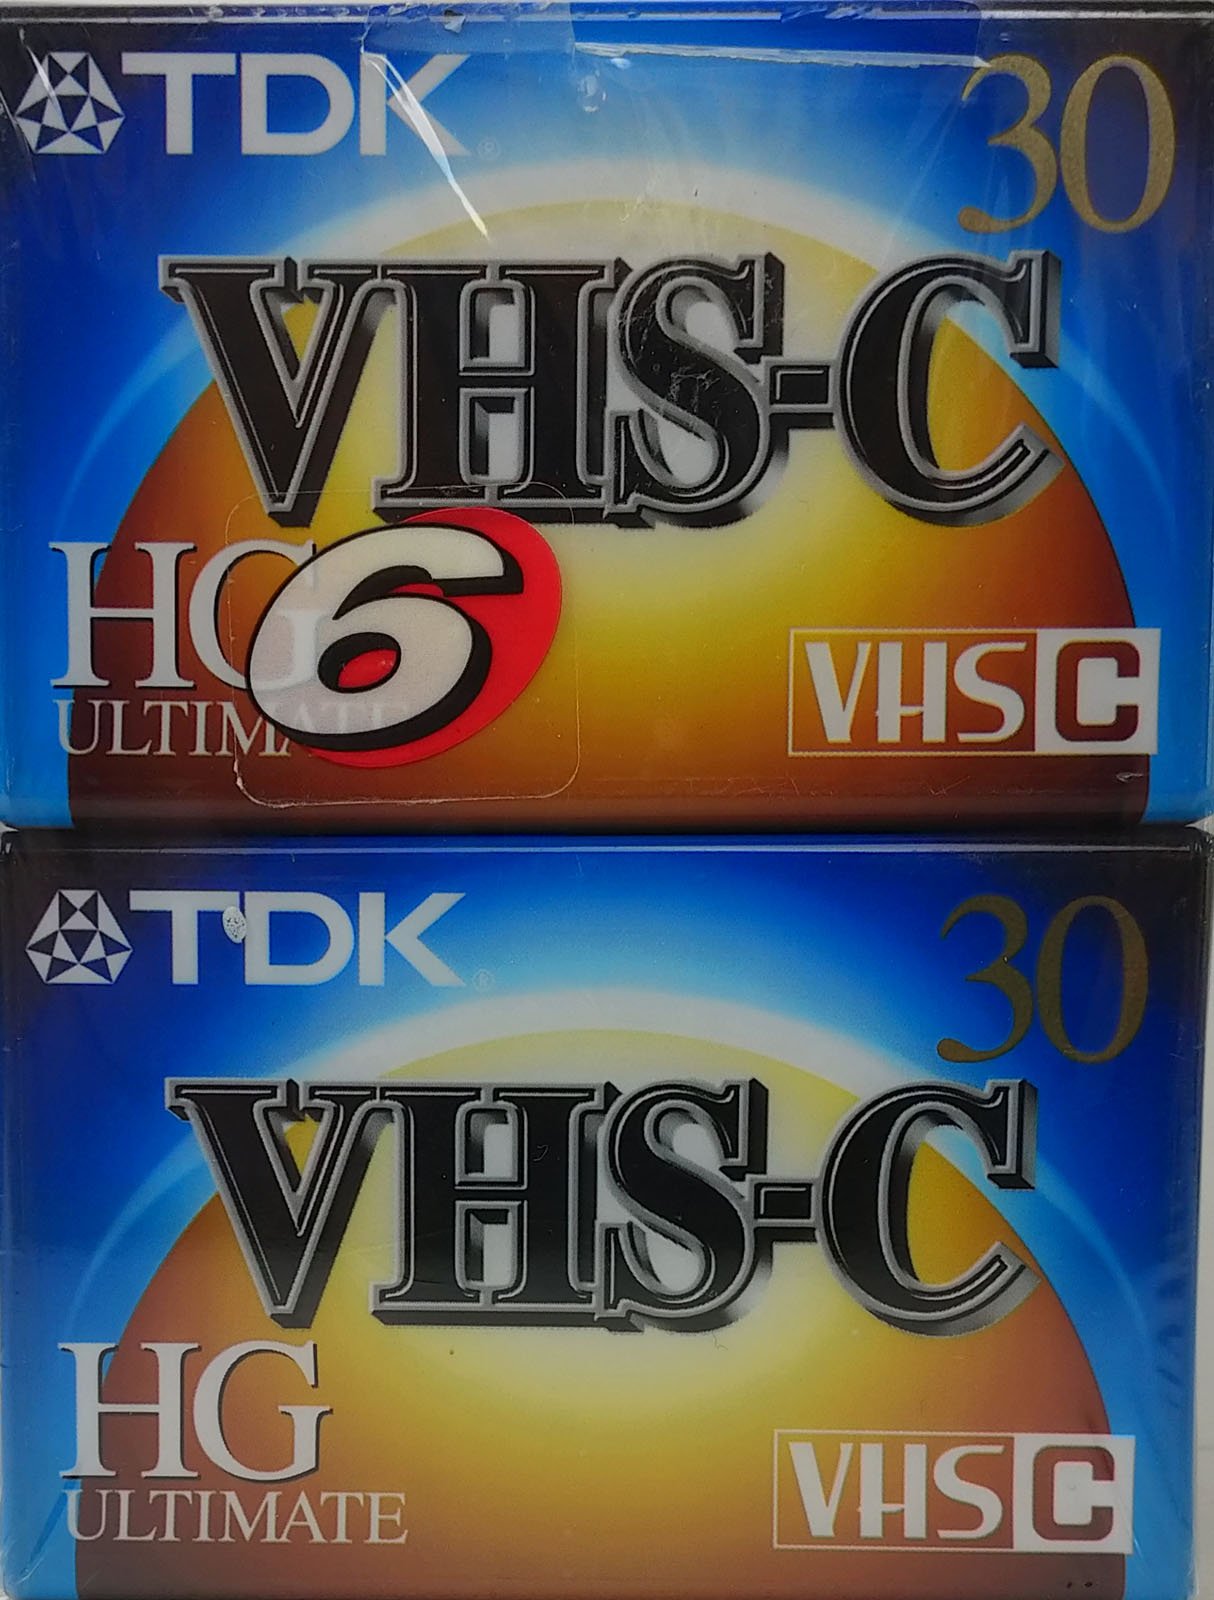 TDK® 30
VHS-C
HG
6
ULTIMATE
VHS C
TDK® 30
VHS-C
HG
ULTIMATE
VHS C